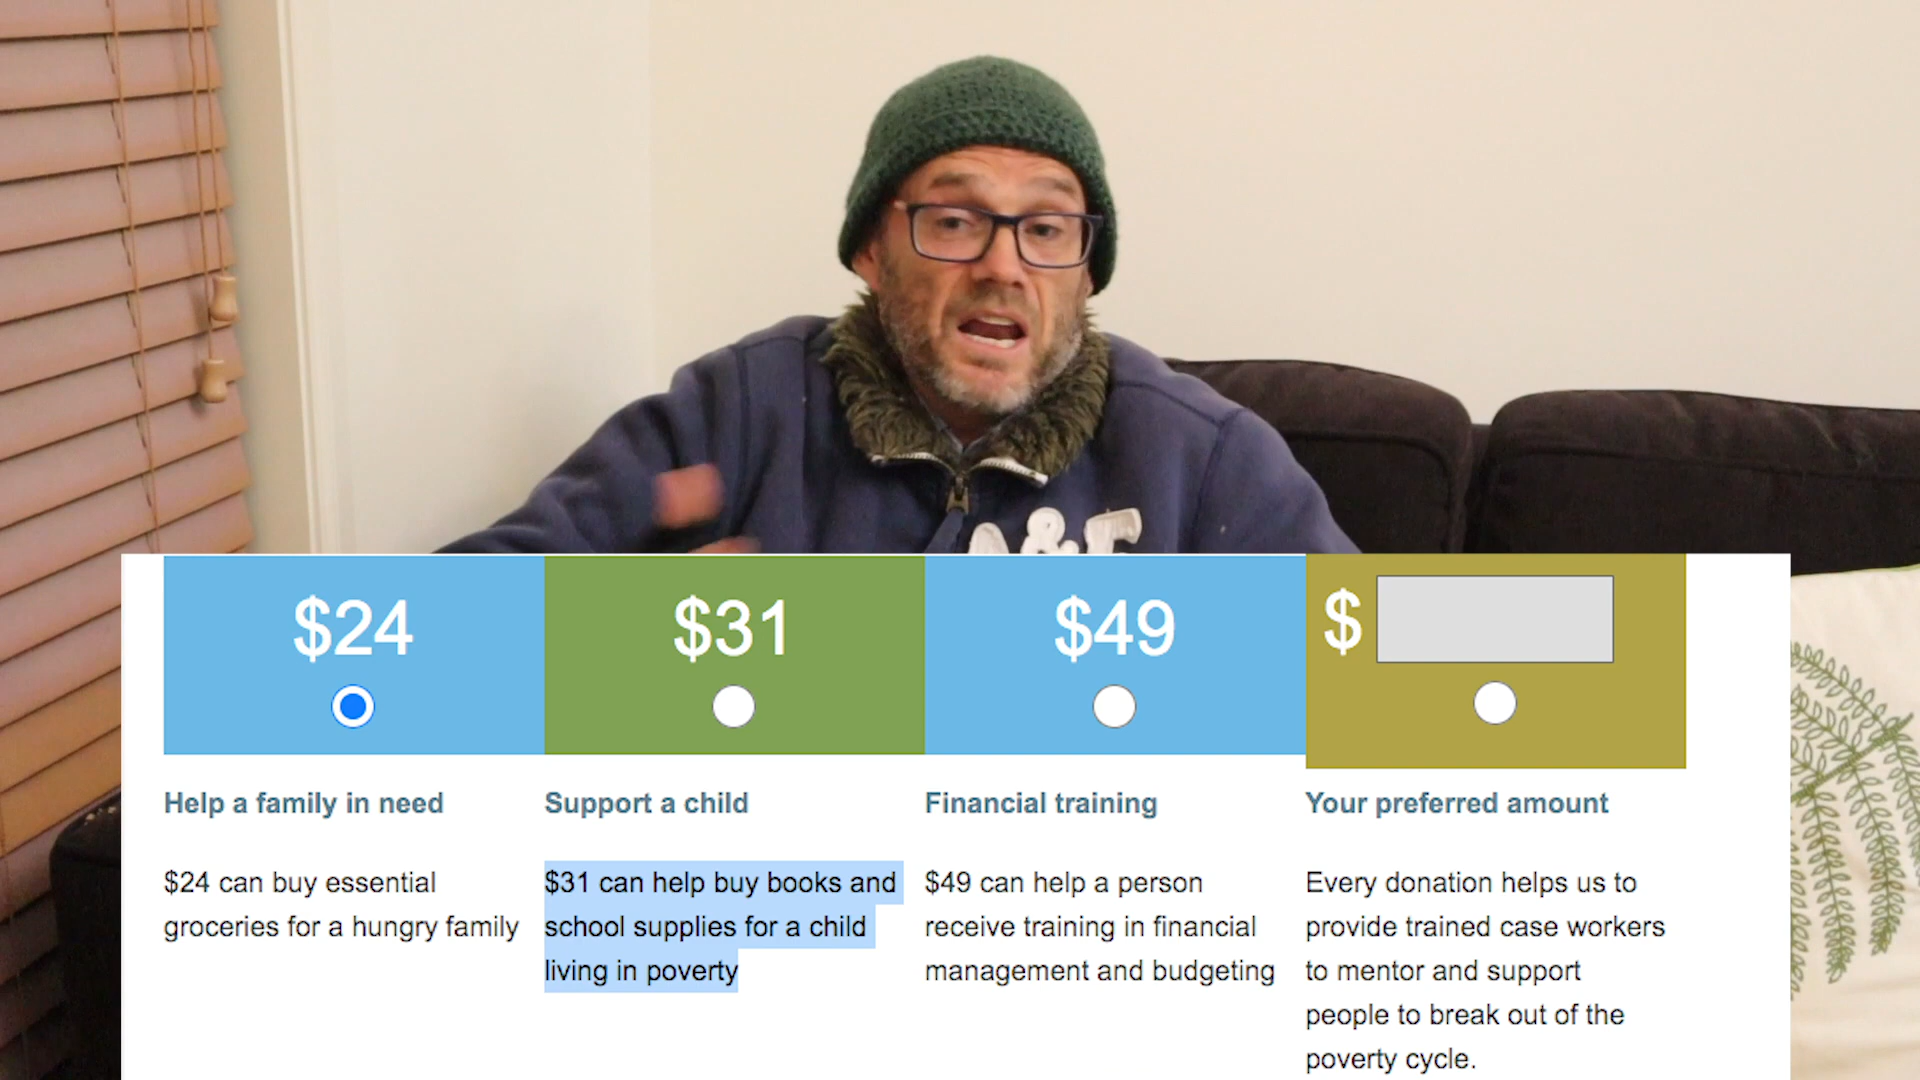 A&F
$24
$31
$49
$
Help a family in need
Support a child
Financial training
Your preferred amount
$24 can buy essential
groceries for a hungry family
$31 can help buy books and
school supplies for a child
living in poverty
$49 can help a person
receive training in financial
management and budgeting
Every donation helps us to
provide trained case workers
to mentor and support
people to break out of the
poverty cycle.